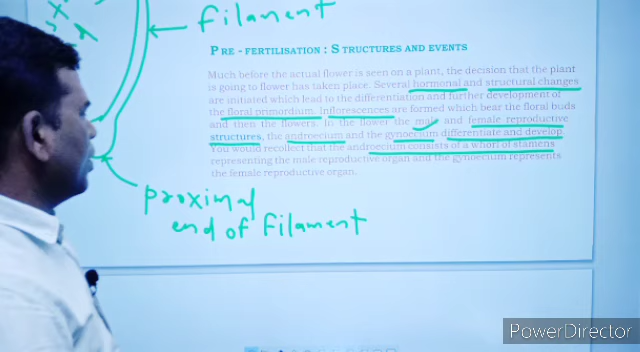 filament
PRE - FERTILISATION : STRUCTURES AND EVENTS
Much before the actual flower is seen on a plant, the decision that the plant
is going to flower has taken place. Several hormonal and structural changes
are initiated which lead to the differentiation and further development of
the floral primordium. Inflorescences are formed which bear the floral buds
and then the flowers. In the flower the male and female reproductive
structures, the androecium and the gynoecium differentiate and develop.
You would recollect that the androecium consists of a whorl of stamens
representing the male reproductive organ and the gynoecium represents
the female reproductive organ.
proximal
end of filament
PowerDirector